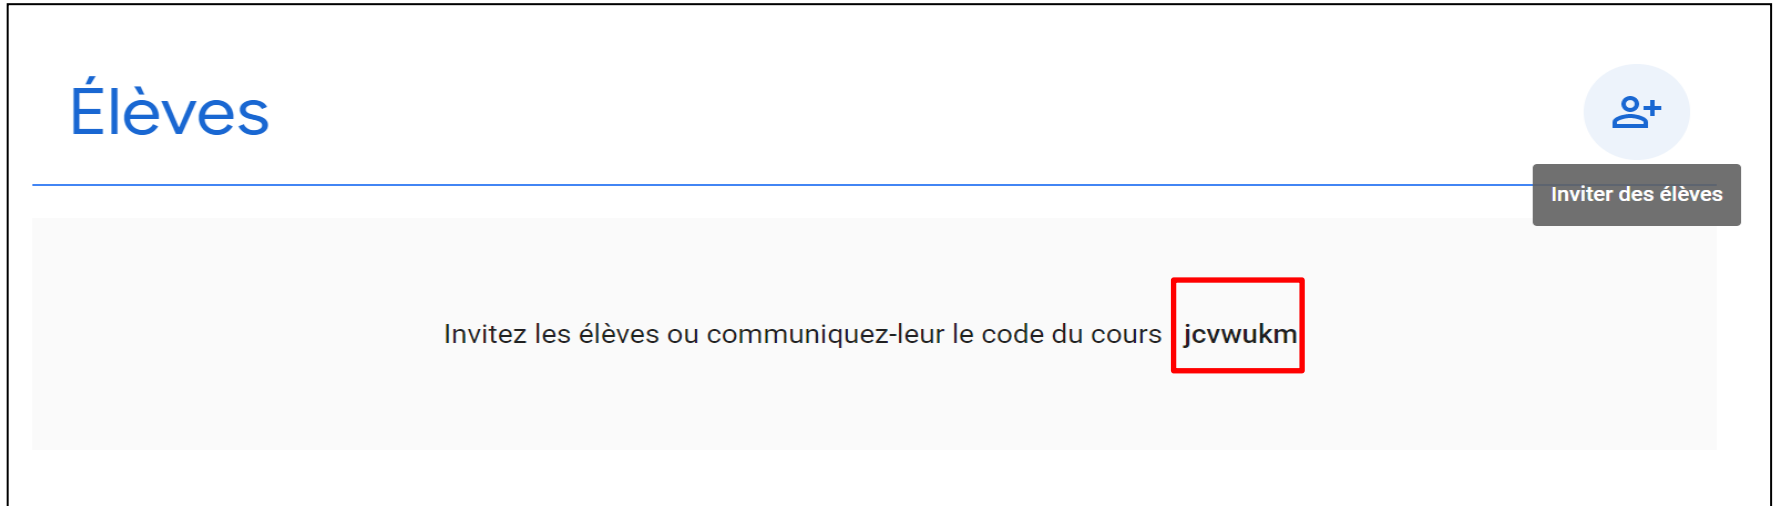 Élèves
Inviter des élèves
Invitez les élèves ou communiquez-leur le code du cours jcvwukm